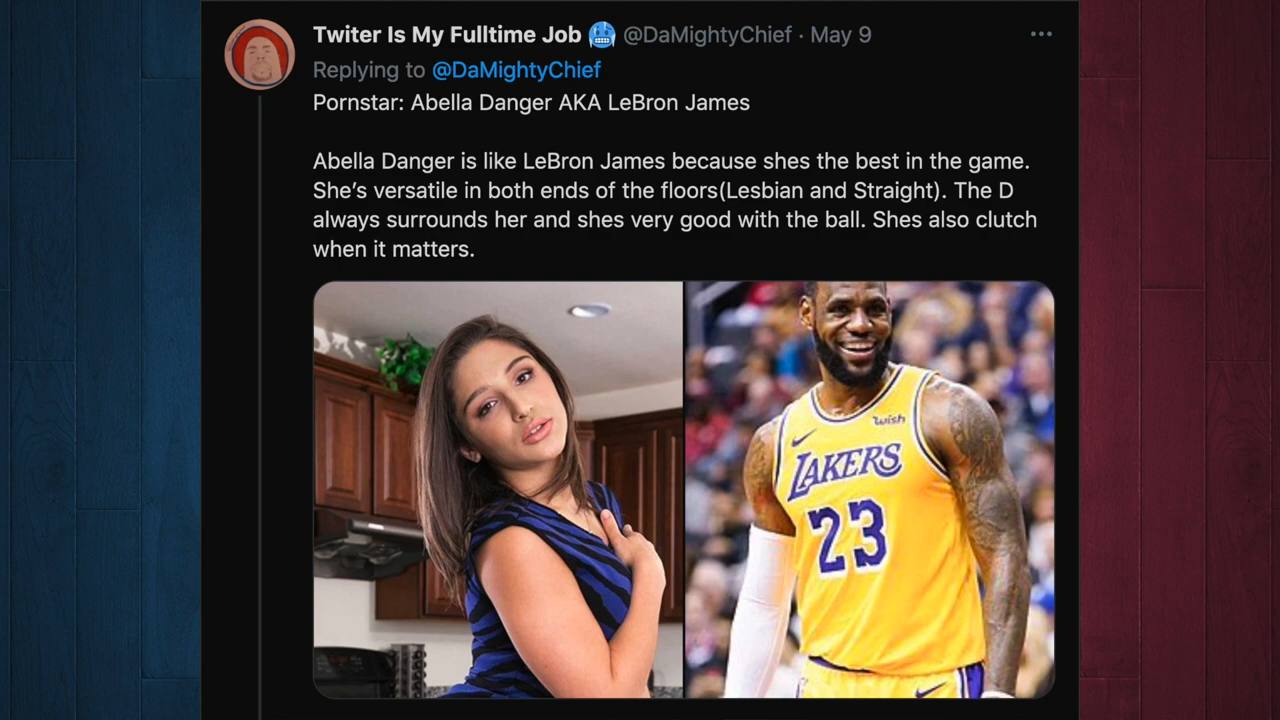 Twiter Is My Fulltime Job 🥶 @DaMightyChief · May 9
Replying to @DaMightyChief
Pornstar: Abella Danger AKA LeBron James
Abella Danger is like LeBron James because shes the best in the game.
She's versatile in both ends of the floors(Lesbian and Straight). The D
always surrounds her and shes very good with the ball. Shes also clutch
when it matters.
wish
LAKERS
23